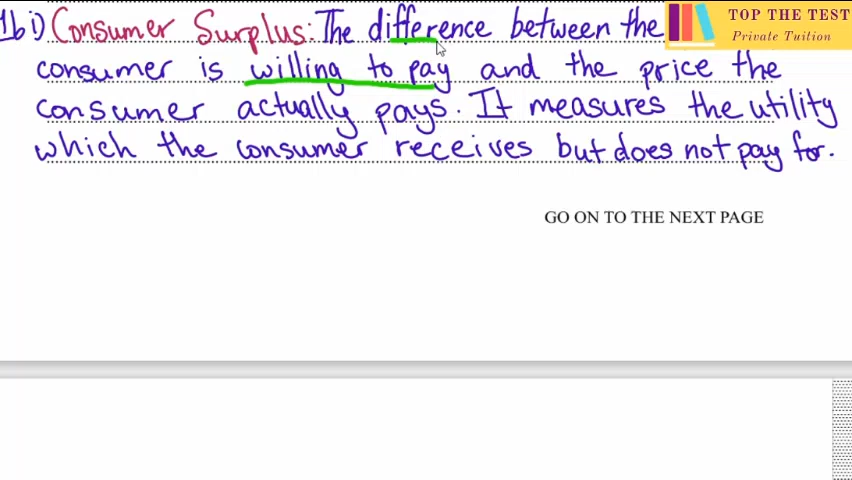 1bi) Consumer Surplus: The difference between the
TOP THE TEST
Private Tuition
consumer is willing to pay and the price the
consumer actually pays. It measures the utility
which the consumer receives but does not pay for.
GO ON TO THE NEXT PAGE